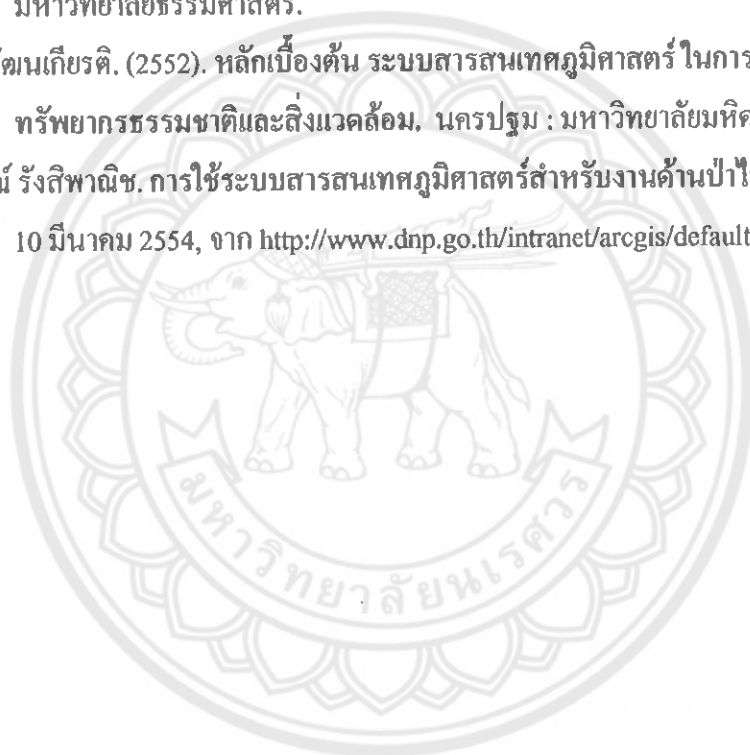 มหาวิทยาลัยธรรมศาสตร์.
ัฒนเกียรติ. (2552). หลักเบื้องต้น ระบบสารสนเทศภูมิศาสตร์ ในการ
ทรัพยากรธรรมชาติและสิ่งแวดล้อม. นครปฐม : มหาวิทยาลัยมหิด
ณ์ รังสิพาณิช. การใช้ระบบสารสนเทศภูมิศาสตร์สำหรับงานด้านป่าไ
10 มีนาคม 2554, จาก http://www.dnp.go.th/intranet/arcgis/default
มหาวิทยาลัยนเรศวร